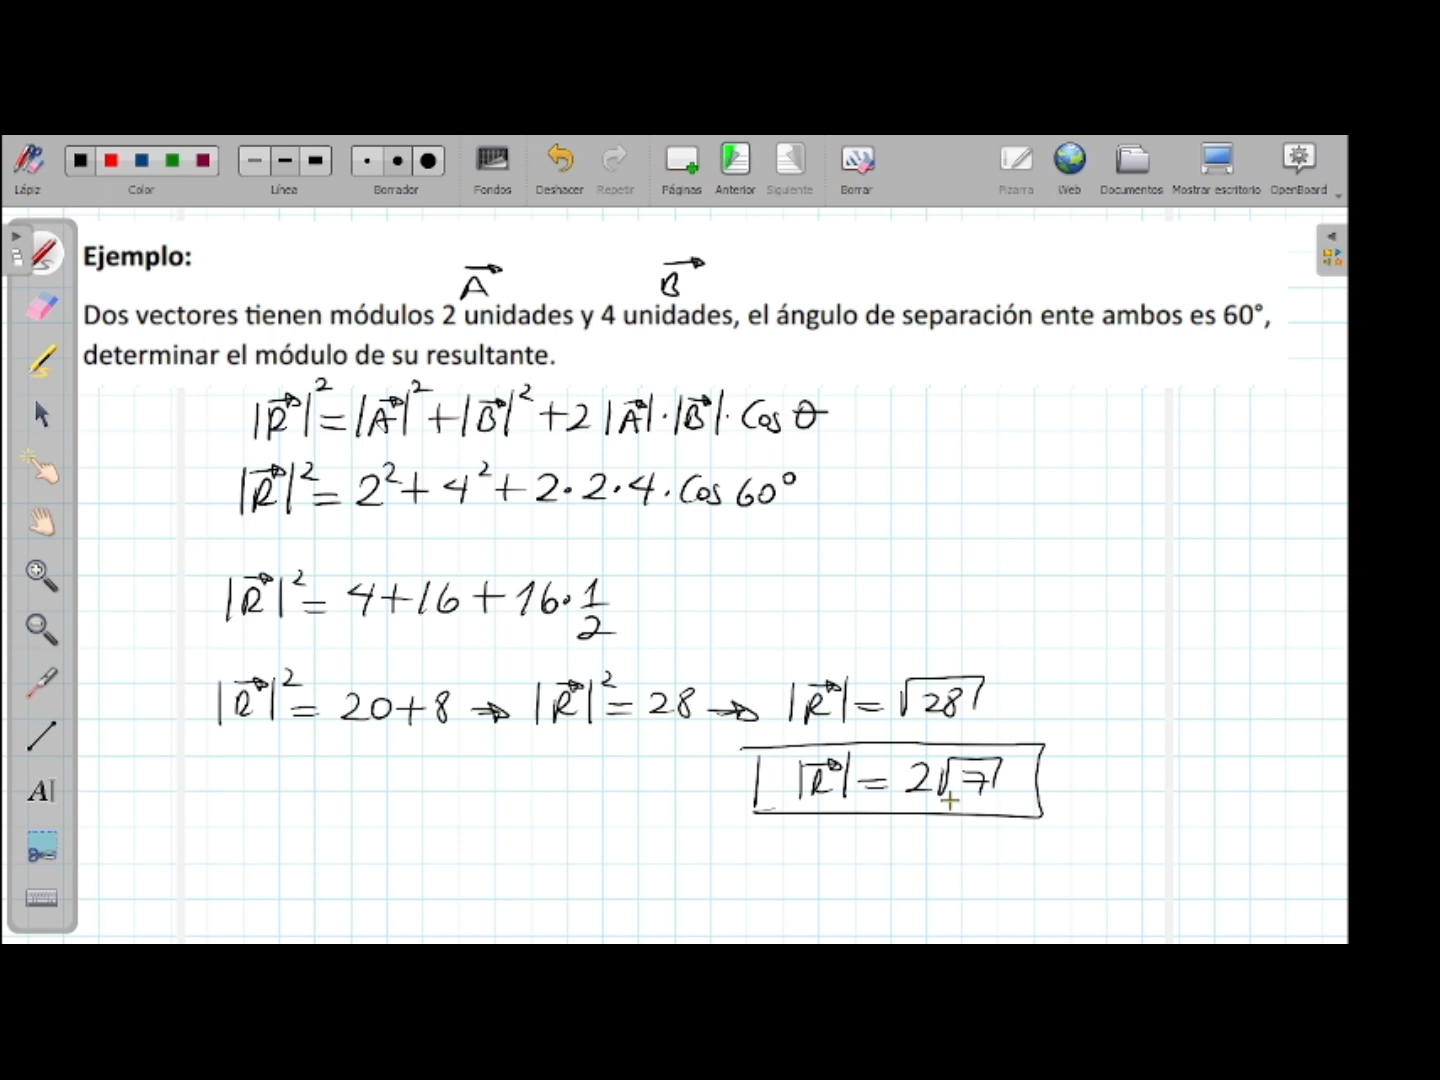 Lápiz Color Línea Borrador Fondos Deshacer Repetir Páginas Anterior Siguiente Borrar Pizarra Web Documentos Mostrar escritorio OpenBoard
Ejemplo:
A⃗ B⃗
Dos vectores tienen módulos 2 unidades y 4 unidades, el ángulo de separación ente ambos es 60°,
determinar el módulo de su resultante.
|R⃗|² = |A⃗|² + |B⃗|² + 2 |A⃗| · |B⃗| · Cos θ
|R⃗|² = 2² + 4² + 2 · 2 · 4 · Cos 60°
|R⃗|² = 4 + 16 + 16 · 1/2
|R⃗|² = 20 + 8 → |R⃗|² = 28 → |R⃗| = √28
|R⃗| = 2√7